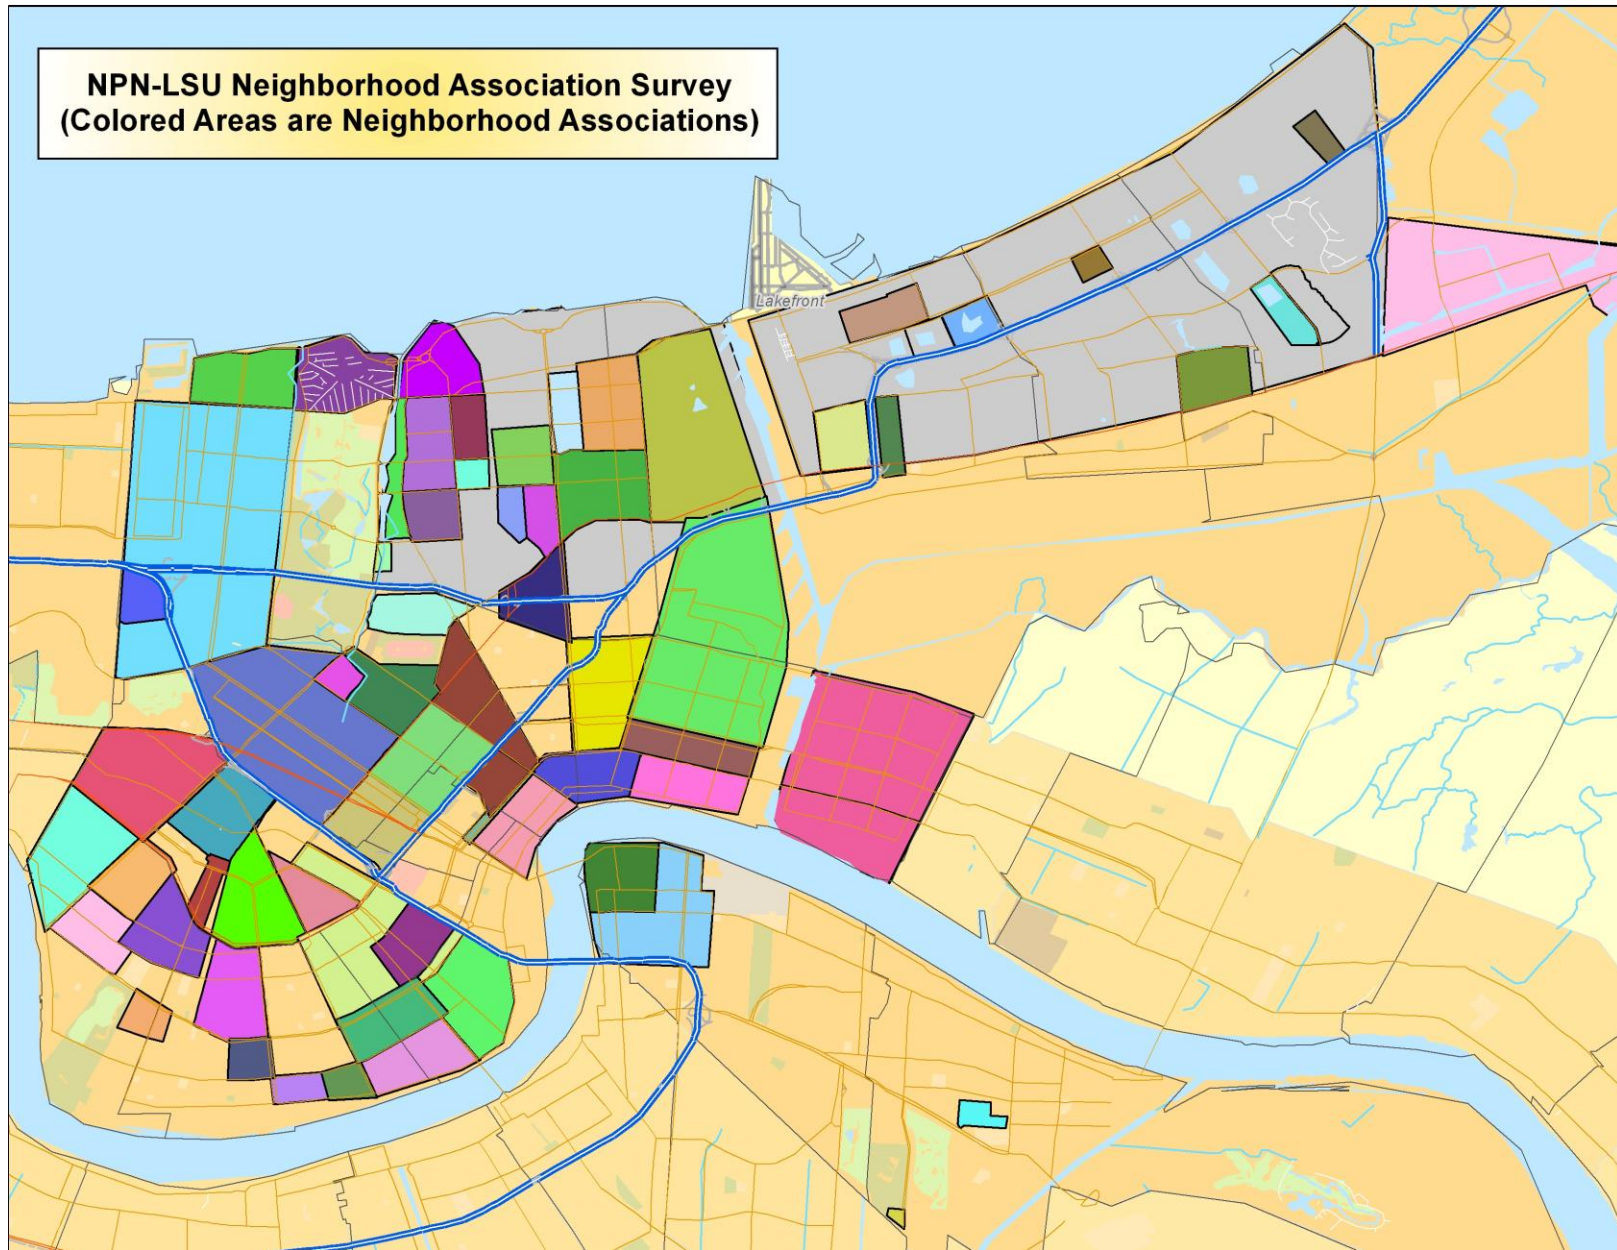 NPN-LSU Neighborhood Association Survey
(Colored Areas are Neighborhood Associations)
Lakefront